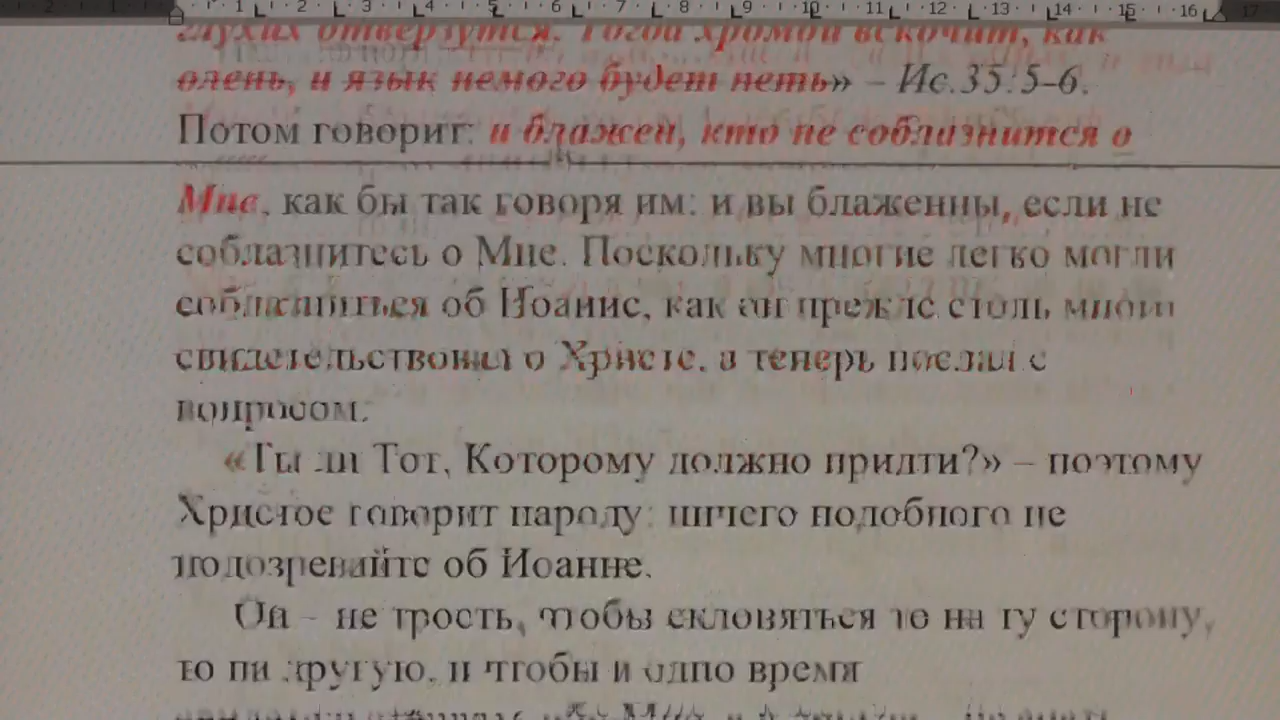 глухих отверзутся. Тогда хромой вскочит, как
олень, и язык немого будет петь» – Ис.35:5-6.
Потом говорит: и блажен, кто не соблазнится о
Мне, как бы так говоря им: и вы блаженны, если не
соблазнитесь о Мне. Поскольку многие легко могли
соблазниться об Иоанне, как он прежде столь много
свидетельствовал о Христе, а теперь послал с
вопросом:
«Ты ли Тот, Которому должно придти?» – поэтому
Христос говорит народу: ничего подобного не
подозревайте об Иоанне.
Он – не трость, чтобы склоняться то на ту сторону,
то на другую, и чтобы в одно время